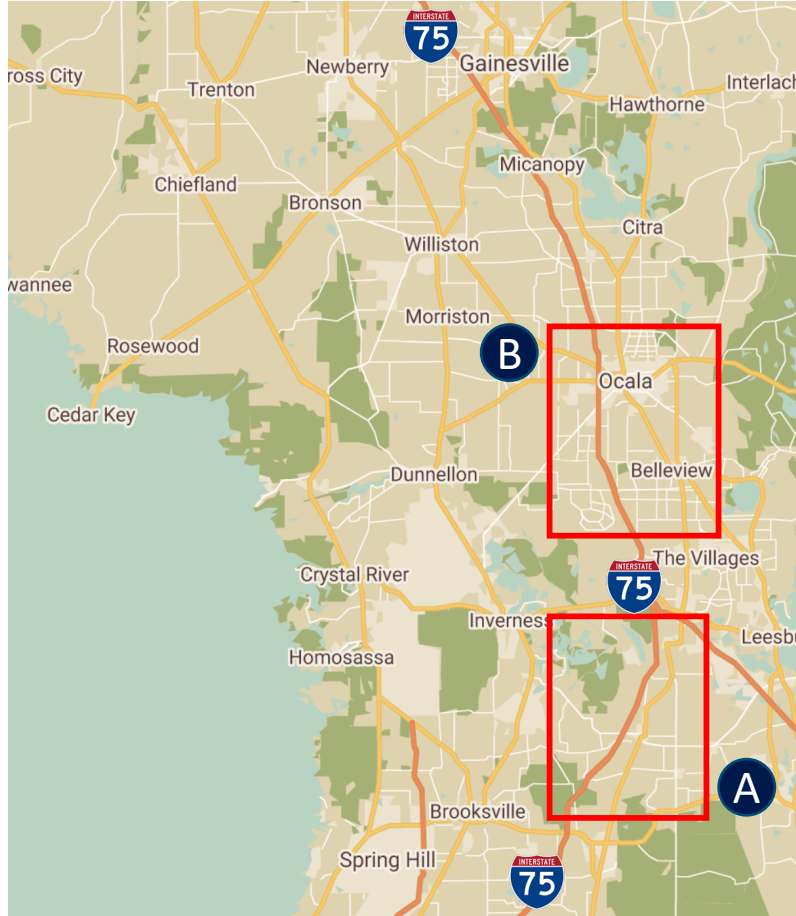 INTERSTATE
75
Gainesville
Newberry
ross City
Trenton
Interlach
Hawthorne
Micanopy
Chiefland
Bronson
Citra
Williston
wannee
Morriston
Rosewood
B
Ocala
Cedar Key
Belleview
Dunnellon
The Villages
INTERSTATE
75
Crystal River
Inverness
Leesbu
Homosassa
A
Brooksville
Spring Hill
INTERSTATE
75